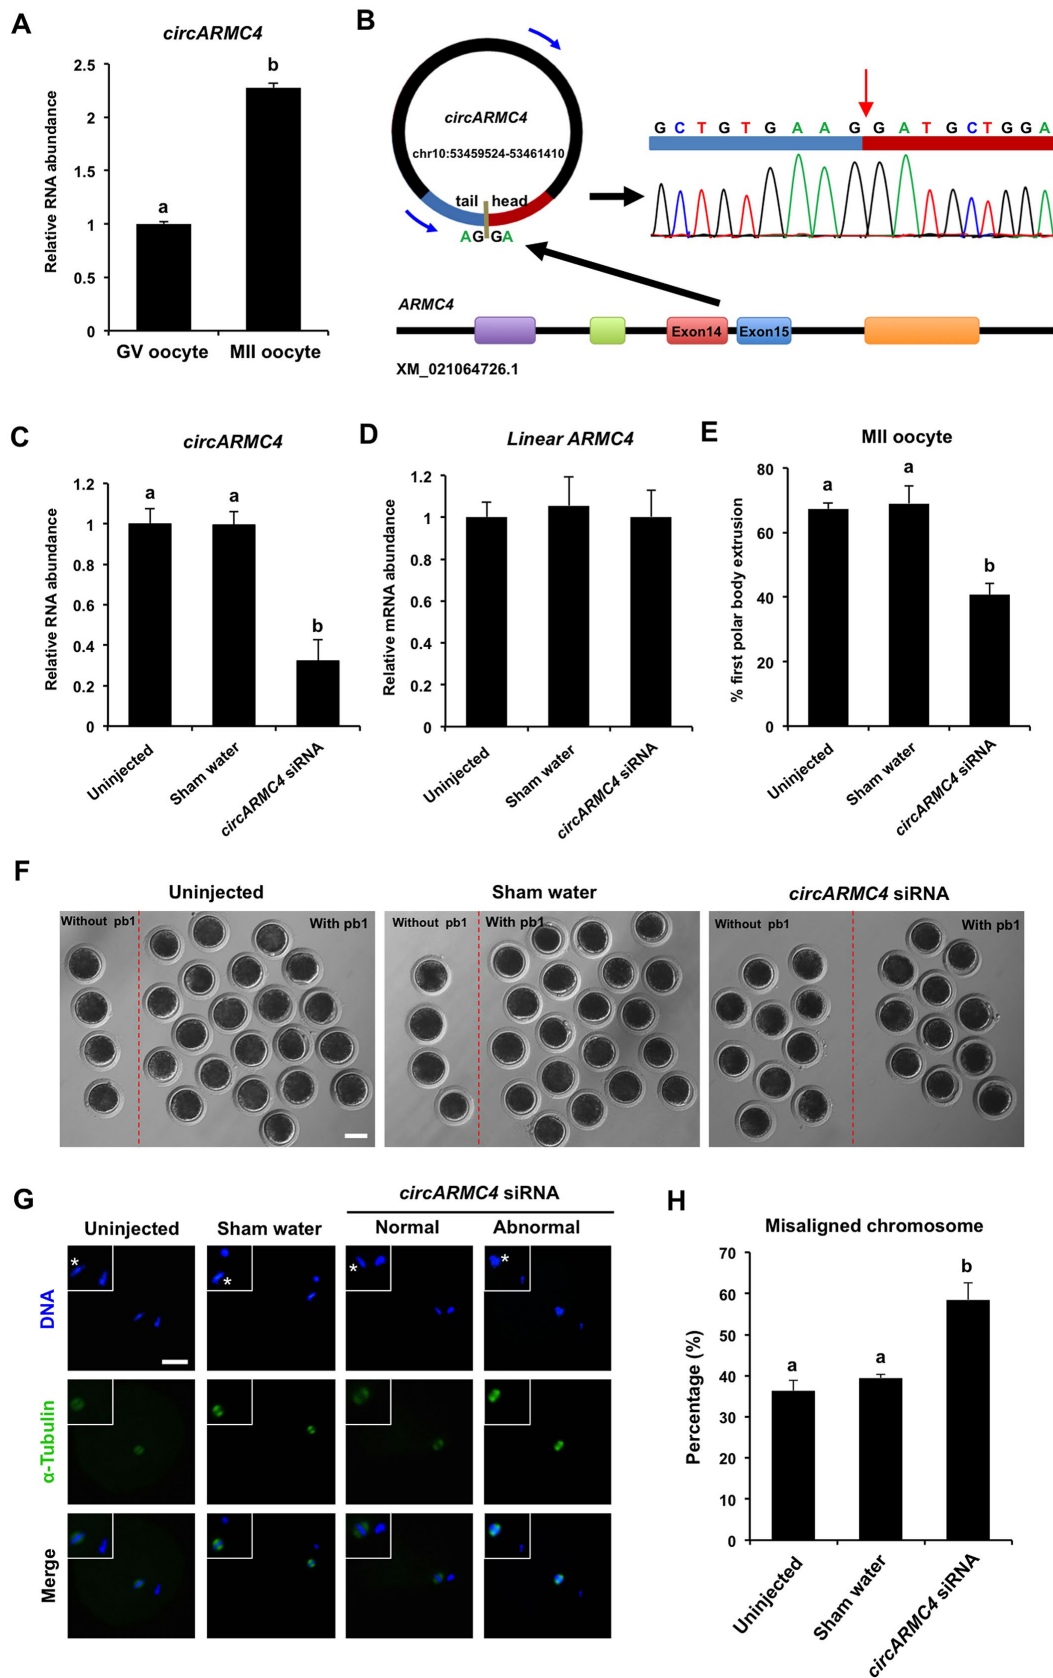 A
circARMC4
Relative RNA abundance
2.5
2
1.5
1
0.5
0
a
b
GV oocyte
MII oocyte
B
circARMC4
chr10:53459524-53461410
tail
head
AG GA
G C T G T G A A G G A T G C T G G A
ARMC4
Exon14
Exon15
XM_021064726.1
C
circARMC4
Relative RNA abundance
1.2
1
0.8
0.6
0.4
0.2
0
a
a
b
Uninjected
Sham water
circARMC4 siRNA
D
Linear ARMC4
Relative mRNA abundance
1.2
1
0.8
0.6
0.4
0.2
0
Uninjected
Sham water
circARMC4 siRNA
E
MII oocyte
% first polar body extrusion
80
60
40
20
0
a
a
b
Uninjected
Sham water
circARMC4 siRNA
F
Uninjected
Without pb1
With pb1
Sham water
Without pb1
With pb1
circARMC4 siRNA
Without pb1
With pb1
G
circARMC4 siRNA
Uninjected
Sham water
Normal
Abnormal
DNA
*
*
*
*
α-Tubulin
Merge
H
Misaligned chromosome
Percentage (%)
70
60
50
40
30
20
10
0
a
a
b
Uninjected
Sham water
circARMC4 siRNA